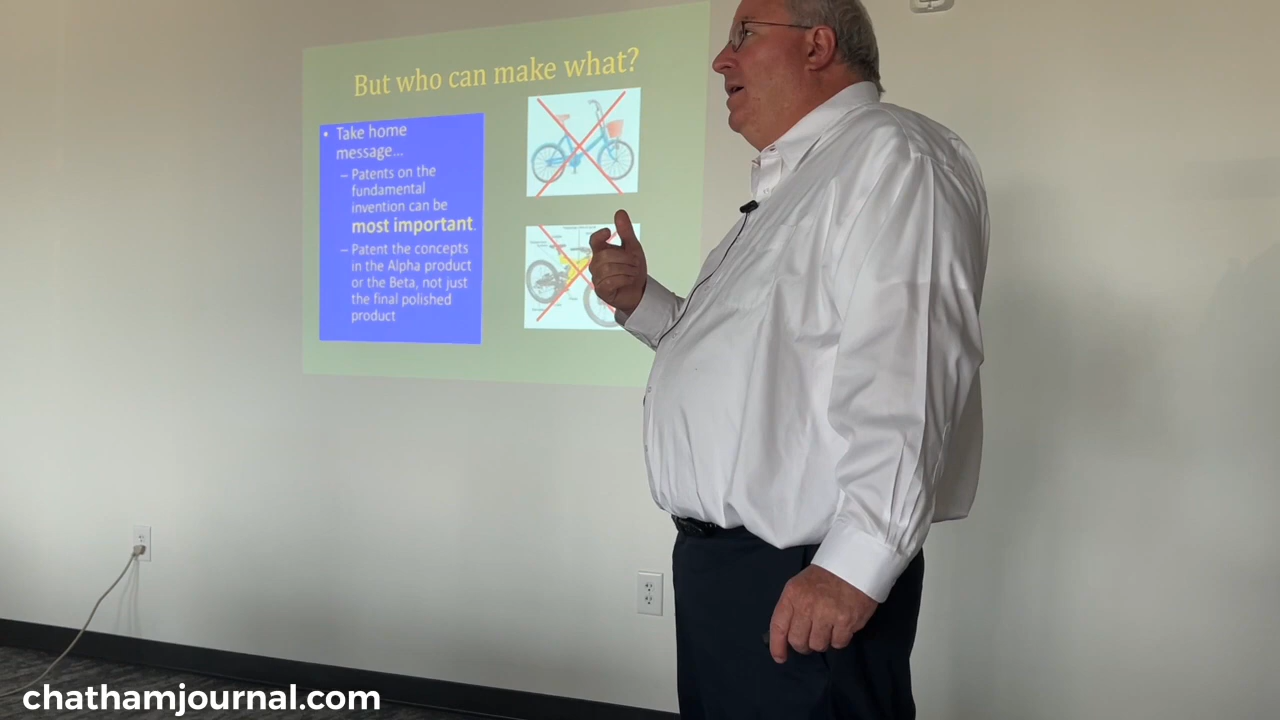 But who can make what?
• Take home
message...
– Patents on the
fundamental
invention can be
most important.
– Patent the concepts
in the Alpha product
or the Beta, not just
the final polished
product
chathamjournal.com